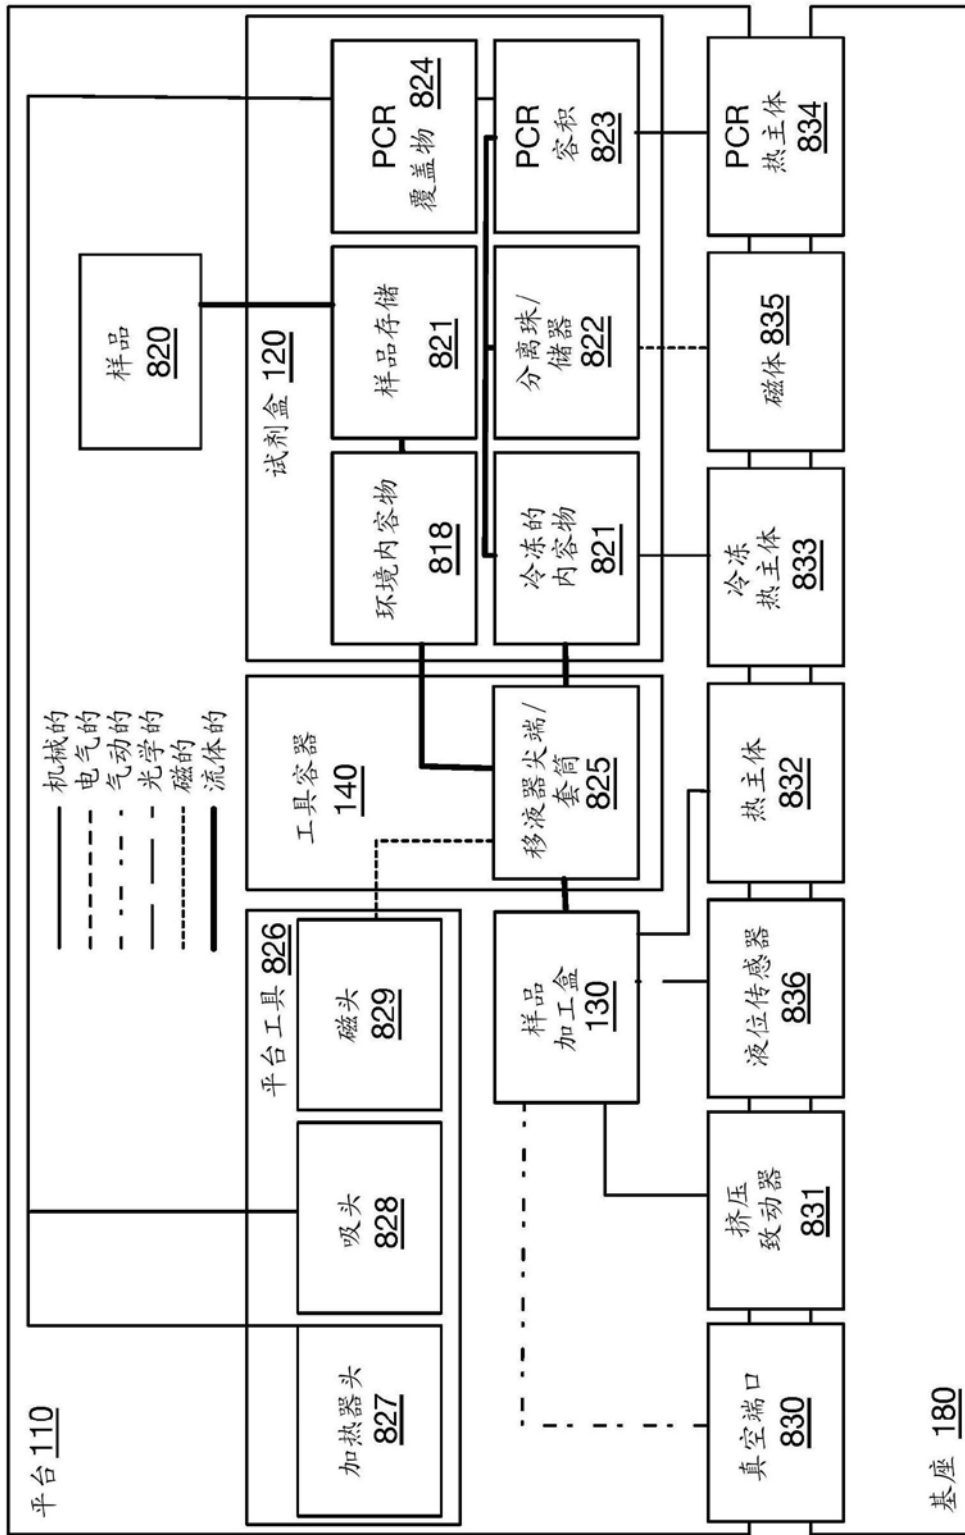 平台 110
机械的
电气的
气动的
光学的
磁的
流体的
样品
820
平台工具 826
加热器头
827
吸头
828
磁头
829
工具容器
140
移液器尖端/
套筒
825
试剂盒 120
环境内容物
818
样品存储
821
PCR
覆盖物 824
冷冻的
内容物
821
分离珠/
储器
822
PCR
容积
823
样品
加工盒
130
真空端口
830
挤压
致动器
831
液位传感器
836
热主体
832
冷冻
热主体
833
磁体 835
PCR
热主体
834
基座 180